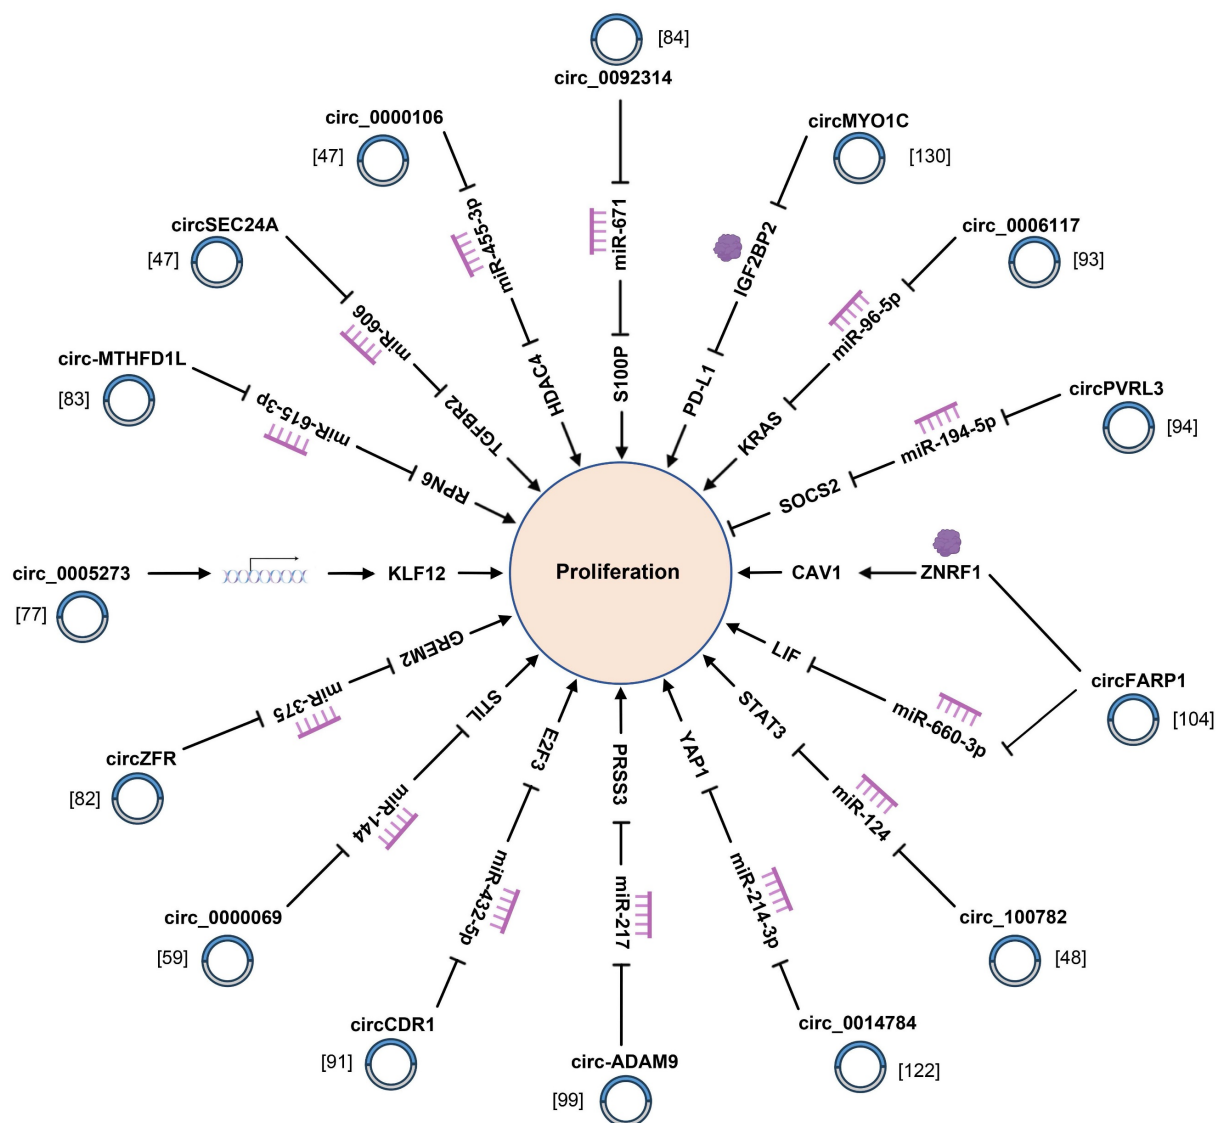 [84]
circ_0092314
miR-671
S100P
circMYO1C
[130]
IGF2BP2
PD-L1
circ_0006117
[93]
miR-96-5p
KRAS
circPVRL3
[94]
miR-194-5p
SOCS2
ZNRF1
CAV1
circFARP1
[104]
miR-660-3p
LIF
circ_100782
[48]
miR-124
STAT3
circ_0014784
[122]
miR-214-3p
YAP1
circ-ADAM9
[99]
miR-217
PRSS3
circCDR1
[91]
miR-432-5p
E2F3
circ_0000069
[59]
miR-144
STIL
circZFR
[82]
miR-375
GREM2
circ_0005273
[77]
KLF12
circ-MTHFD1L
[83]
miR-615-3p
RPN6
circSEC24A
[47]
miR-606
TGFBR2
circ_0000106
[47]
miR-455-3p
HDAC4
Proliferation